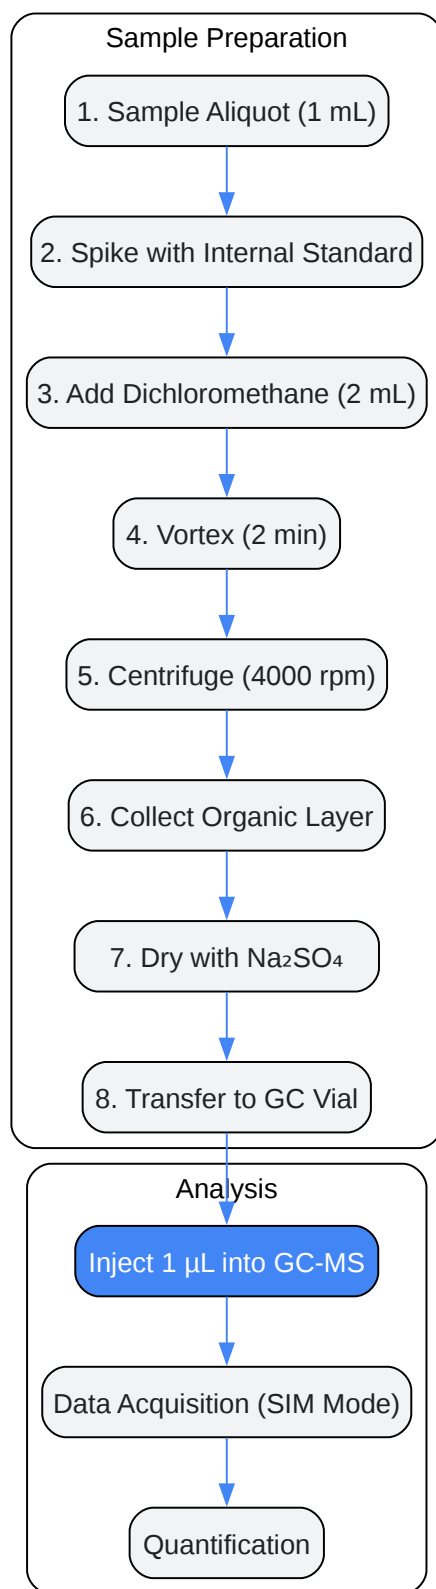 Sample Preparation
1. Sample Aliquot (1 mL)
2. Spike with Internal Standard
3. Add Dichloromethane (2 mL)
4. Vortex (2 min)
5. Centrifuge (4000 rpm)
6. Collect Organic Layer
7. Dry with Na₂SO₄
8. Transfer to GC Vial
Analysis
Inject 1 µL into GC-MS
Data Acquisition (SIM Mode)
Quantification